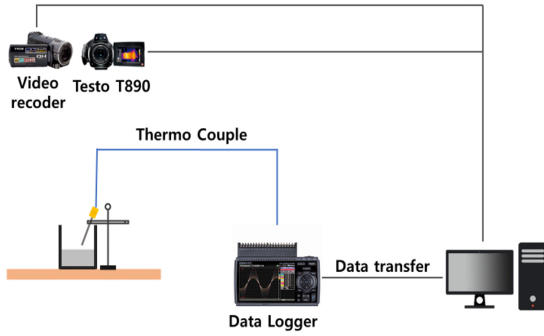 Video
recoder
Testo T890
Thermo Couple
Data transfer
Data Logger